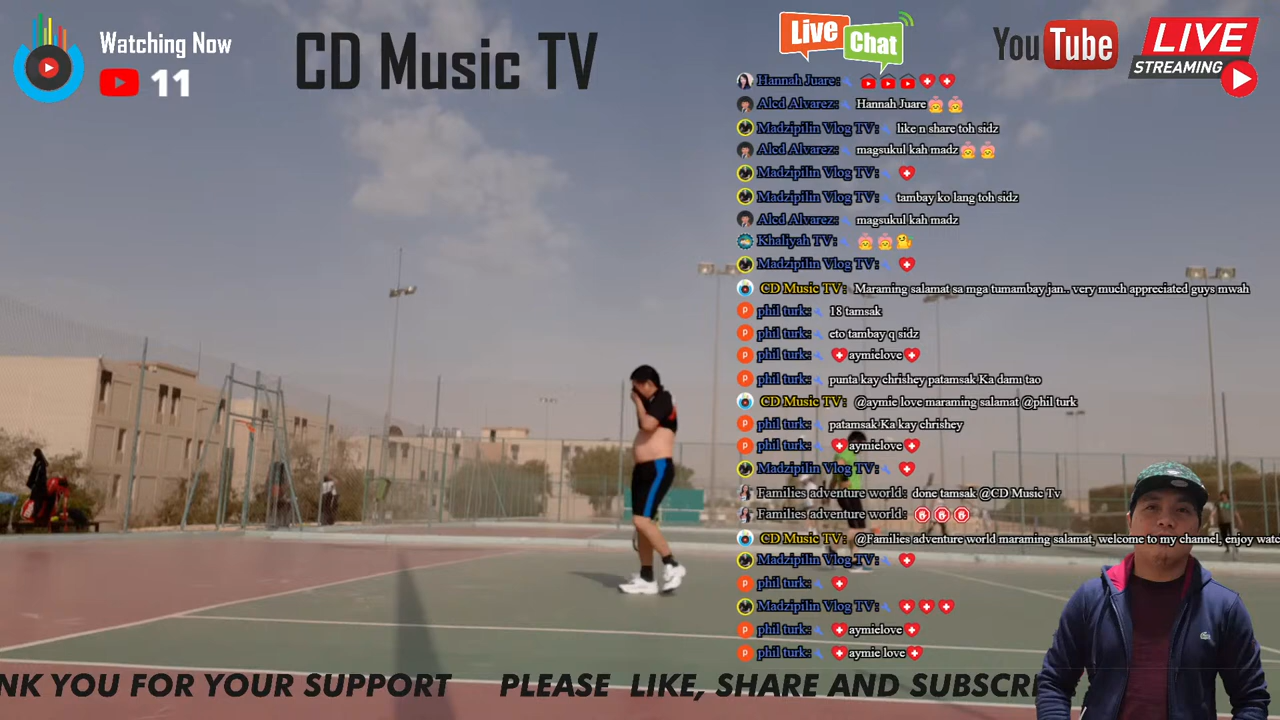 Watching Now
11
CD Music TV
Live
Chat
YouTube
LIVE
STREAMING
Hannah Juare:
Alcd Alvarez: Hannah Juare
Madzipilin Vlog TV: like n share toh sidz
Alcd Alvarez: magsukul kah madz
Madzipilin Vlog TV:
Madzipilin Vlog TV: tambay ko lang toh sidz
Alcd Alvarez: magsukul kah madz
Khaliyah TV:
Madzipilin Vlog TV:
CD Music TV: Maraming salamat sa mga tumambay jan.. very much appreciated guys mwah
phil turk: 18 tamsak
phil turk: eto tambay q sidz
phil turk: aymielove
phil turk: punta kay chrishey patamsak Ka dami tao
CD Music TV: @aymie love maraming salamat @phil turk
phil turk: patamsak Ka kay chrishey
phil turk: aymielove
Madzipilin Vlog TV:
Families adventure world: done tamsak @CD Music Tv
Families adventure world:
CD Music TV: @Families adventure world maraming salamat, welcome to my channel, enjoy watc
Madzipilin Vlog TV:
phil turk:
Madzipilin Vlog TV:
phil turk: aymielove
phil turk: aymie love
NK YOU FOR YOUR SUPPORT PLEASE LIKE, SHARE AND SUBSCRI